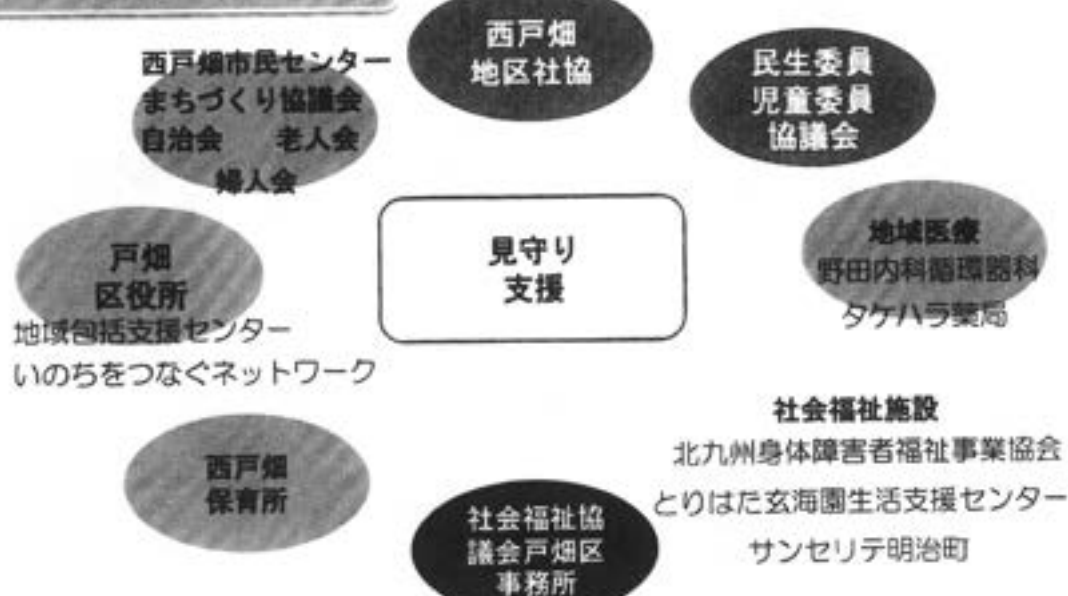 西戸畑
地区社協
民生委員
児童委員
協議会
西戸畑市民センター
まちづくり協議会
自治会 老人会
婦人会
戸畑
区役所
地域包括支援センター
いのちをつなぐネットワーク
見守り
支援
地域医療
野田内科循環器科
タケハラ薬局
西戸畑
保育所
社会福祉協
議会戸畑区
事務所
社会福祉施設
北九州身体障害者福祉事業協会
とりはた玄海園生活支援センター
サンセリテ明治町